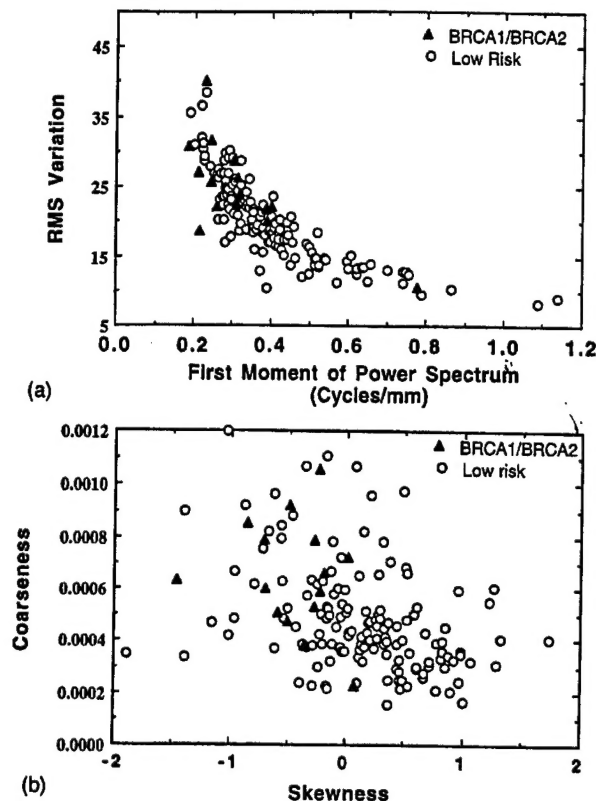 45
35
25
15
5
RMS Variation
▲ BRCA1/BRCA2
○ Low Risk
0.0 0.2 0.4 0.6 0.8 1.0 1.2
First Moment of Power Spectrum
(Cycles/mm)
(a)
0.0012
0.0010
0.0008
0.0006
0.0004
0.0002
0.0000
Coarseness
▲ BRCA1/BRCA2
○ Low risk
-2 -1 0 1 2
Skewness
(b)